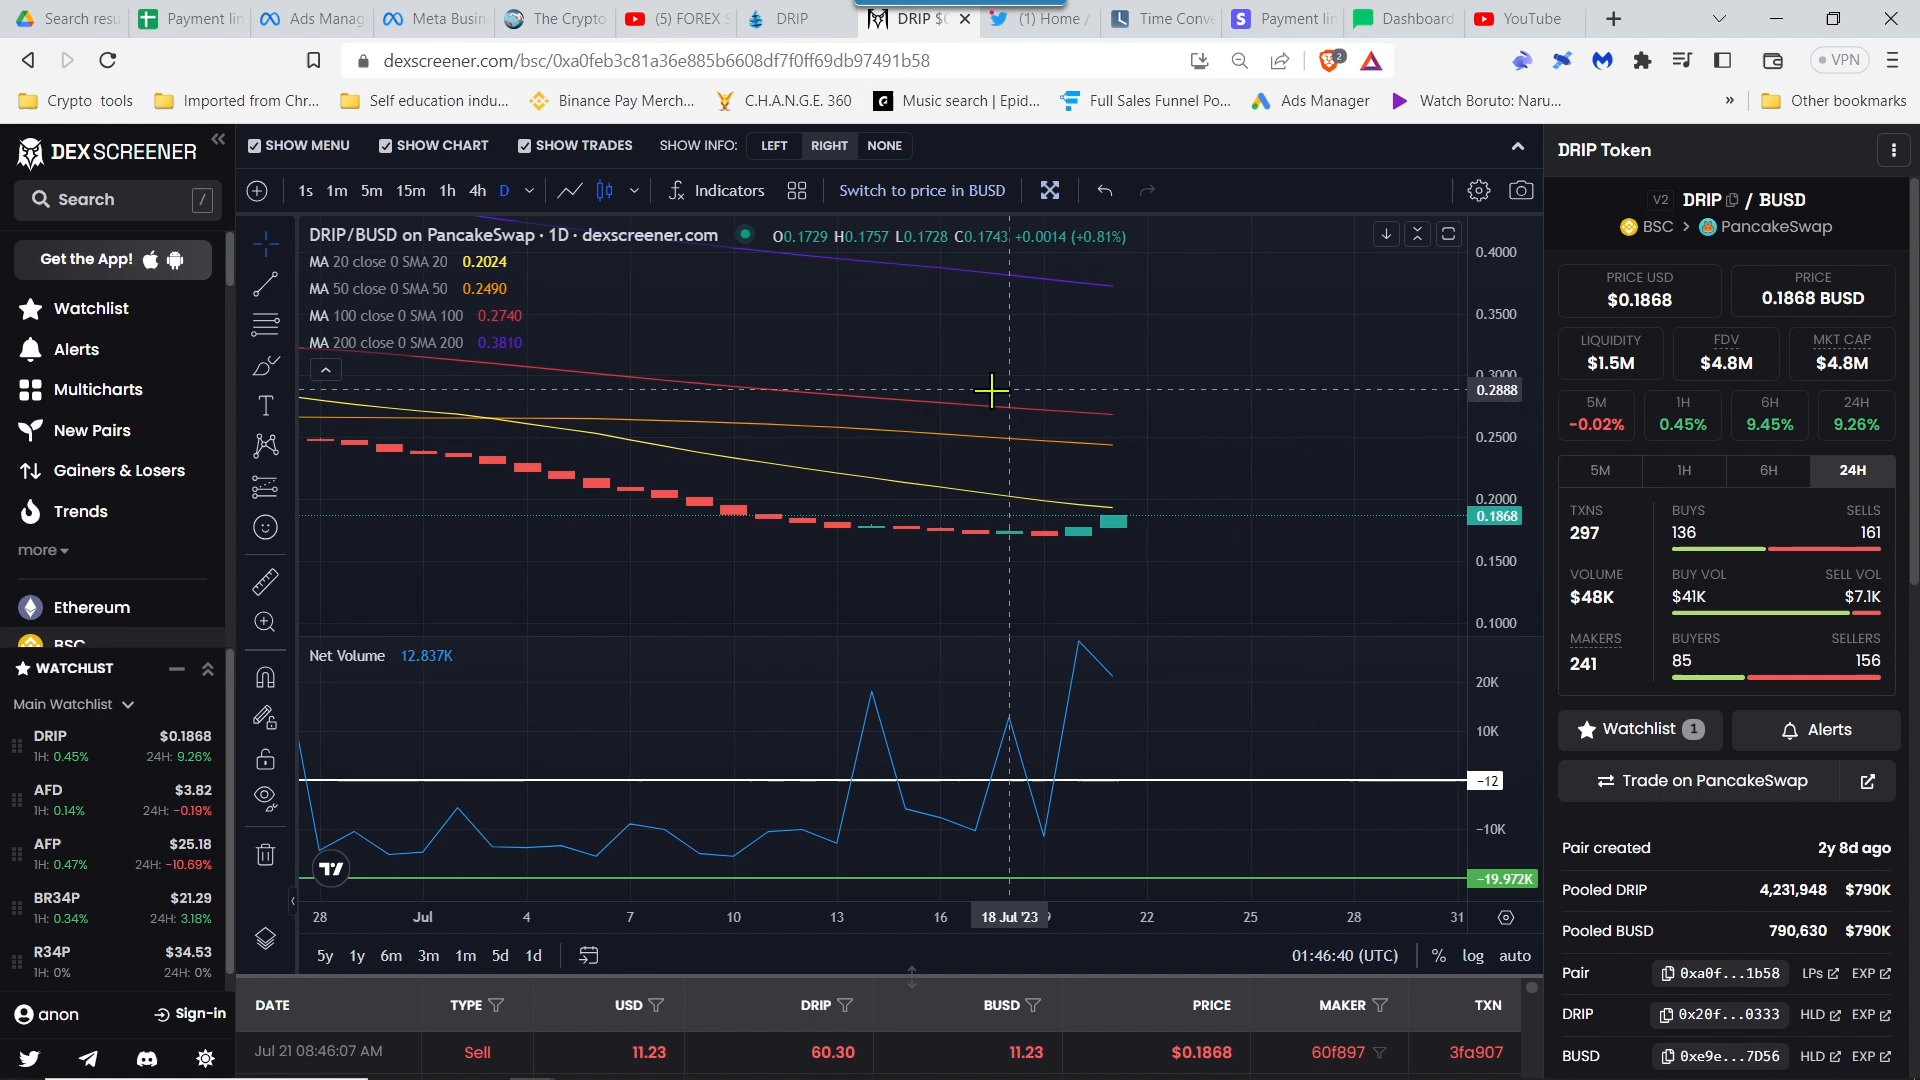 Search resu
Payment lin
Ads Manag
Meta Busin
The Crypto
(5) FOREX S
DRIP
DRIP $0
(1) Home /
Time Conve
Payment lin
Dashboard
YouTube
dexscreener.com/bsc/0xa0feb3c81a36e885b6608df7f0ff69db97491b58
2
VPN
Crypto tools
Imported from Chr...
Self education indu...
Binance Pay Merch...
C.H.A.N.G.E. 360
Music search | Epid...
Full Sales Funnel Po...
Ads Manager
Watch Boruto: Naru...
»
Other bookmarks
DEXSCREENER
Search /
Get the App!
Watchlist
Alerts
Multicharts
New Pairs
Gainers & Losers
Trends
more
Ethereum
BSC
WATCHLIST
Main Watchlist
DRIP $0.1868
1H: 0.45% 24H: 9.26%
AFD $3.82
1H: 0.14% 24H: -0.19%
AFP $25.18
1H: 0.47% 24H: -10.69%
BR34P $21.29
1H: 0.34% 24H: 3.18%
R34P $34.53
1H: 0% 24H: 0%
anon Sign-in
SHOW MENU SHOW CHART SHOW TRADES SHOW INFO: LEFT RIGHT NONE
1s 1m 5m 15m 1h 4h D Indicators Switch to price in BUSD
DRIP/BUSD on PancakeSwap · 1D · dexscreener.com O0.1729 H0.1757 L0.1728 C0.1743 +0.0014 (+0.81%)
MA 20 close 0 SMA 20 0.2024
MA 50 close 0 SMA 50 0.2490
MA 100 close 0 SMA 100 0.2740
MA 200 close 0 SMA 200 0.3810
0.4000
0.3500
0.3000
0.2888
0.2500
0.2000
0.1868
0.1500
0.1000
Net Volume 12.837K
20K
10K
-12
-10K
-19.972K
28 Jul 4 7 10 13 16 18 Jul '23 22 25 28 31
5y 1y 6m 3m 1m 5d 1d 01:46:40 (UTC) % log auto
DATE TYPE USD DRIP BUSD PRICE MAKER TXN
Jul 21 08:46:07 AM Sell 11.23 60.30 11.23 $0.1868 60f897 3fa907
DRIP Token
V2 DRIP / BUSD
BSC > PancakeSwap
PRICE USD PRICE
$0.1868 0.1868 BUSD
LIQUIDITY FDV MKT CAP
$1.5M $4.8M $4.8M
5M 1H 6H 24H
-0.02% 0.45% 9.45% 9.26%
5M 1H 6H 24H
TXNS BUYS SELLS
297 136 161
VOLUME BUY VOL SELL VOL
$48K $41K $7.1K
MAKERS BUYERS SELLERS
241 85 156
Watchlist 1 Alerts
Trade on PancakeSwap
Pair created 2y 8d ago
Pooled DRIP 4,231,948 $790K
Pooled BUSD 790,630 $790K
Pair 0xa0f...1b58 LPs EXP
DRIP 0x20f...0333 HLD EXP
BUSD 0xe9e...7D56 HLD EXP